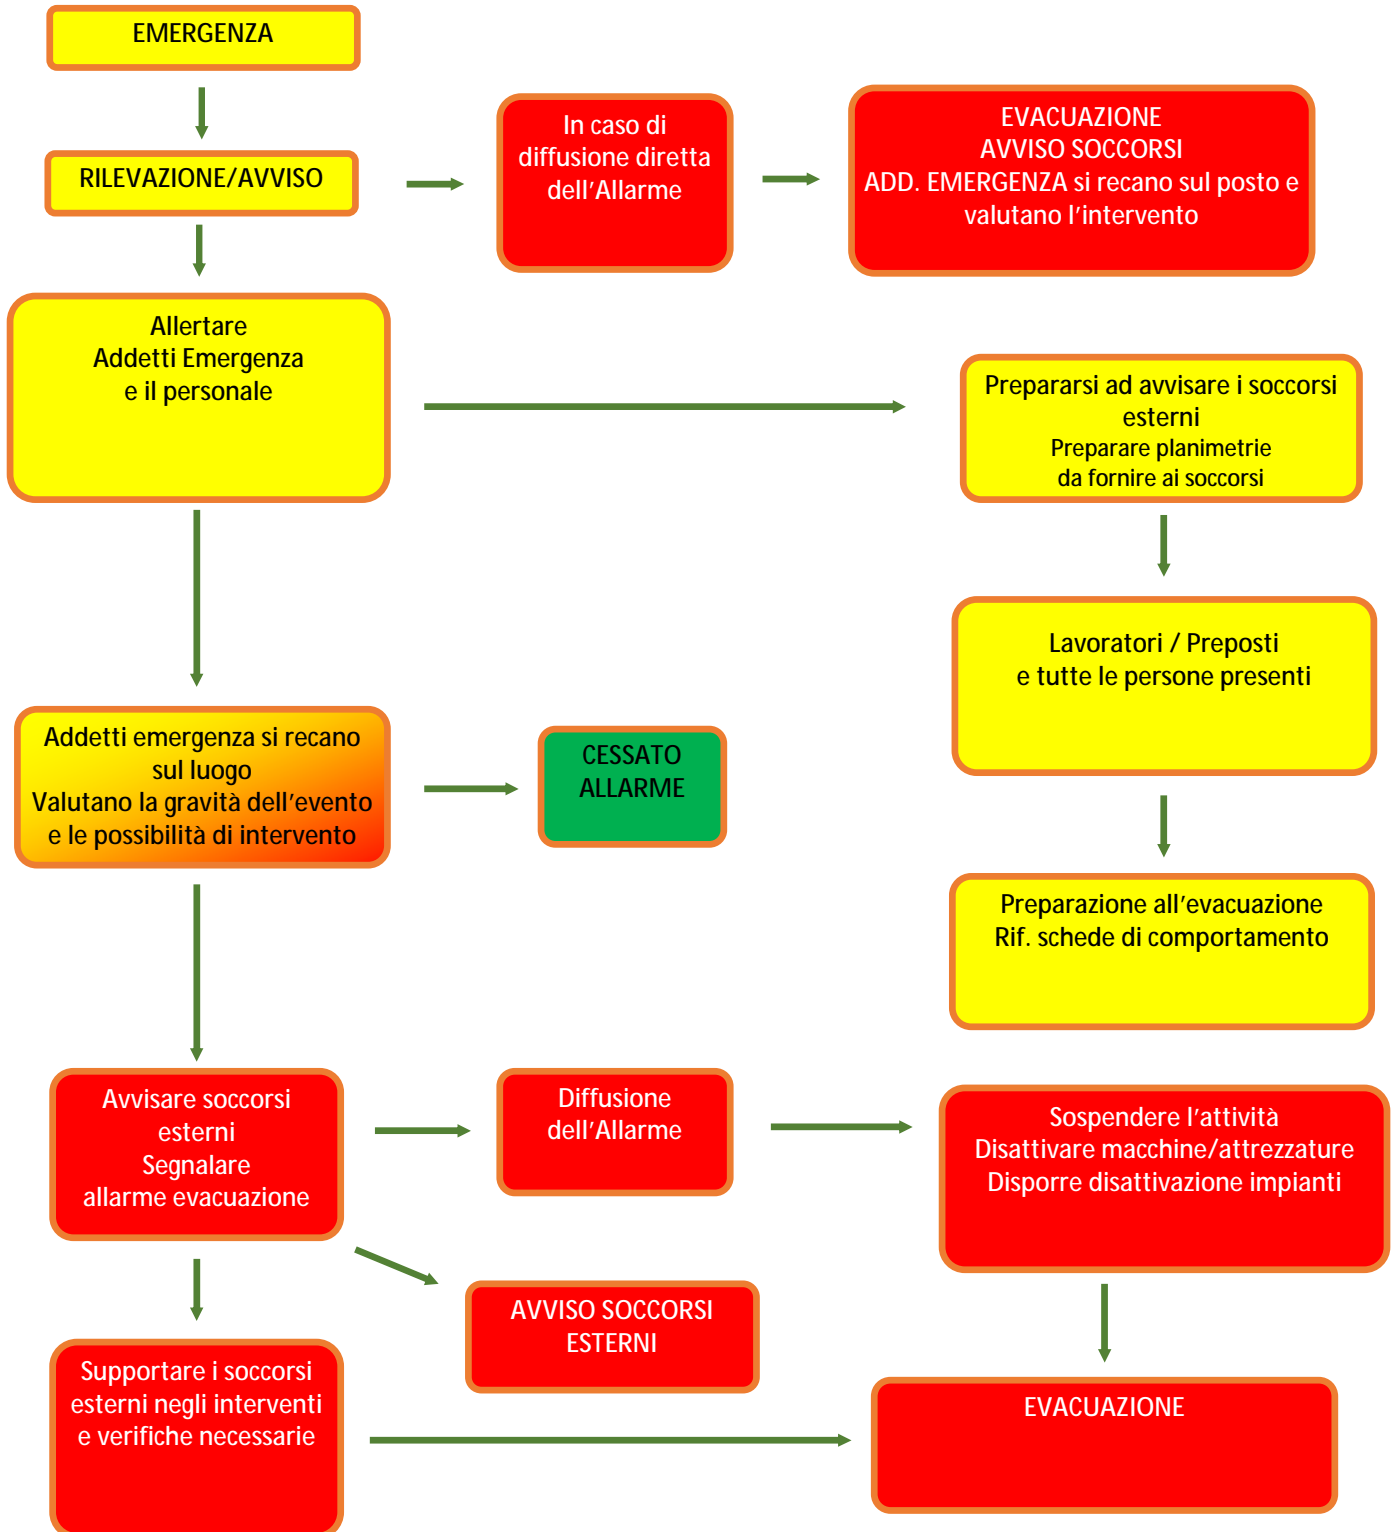 EMERGENZA
RILEVAZIONE/AVVISO
In caso di
diffusione diretta
dell'Allarme
EVACUAZIONE
AVVISO SOCCORSI
ADD. EMERGENZA si recano sul posto e
valutano l'intervento
Allertare
Addetti Emergenza
e il personale
Prepararsi ad avvisare i soccorsi
esterni
Preparare planimetrie
da fornire ai soccorsi
Lavoratori / Preposti
e tutte le persone presenti
Addetti emergenza si recano
sul luogo
Valutano la gravità dell'evento
e le possibilità di intervento
CESSATO
ALLARME
Preparazione all'evacuazione
Rif. schede di comportamento
Avvisare soccorsi
esterni
Segnalare
allarme evacuazione
Diffusione
dell'Allarme
Sospendere l'attività
Disattivare macchine/attrezzature
Disporre disattivazione impianti
AVVISO SOCCORSI
ESTERNI
Supportare i soccorsi
esterni negli interventi
e verifiche necessarie
EVACUAZIONE